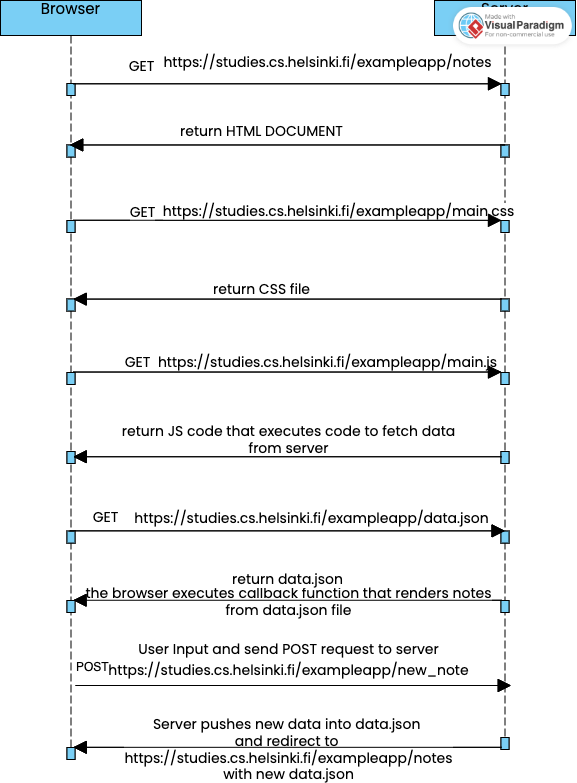 Browser
Server
Made with
VisualParadigm
For non-commercial use
GET https://studies.cs.helsinki.fi/exampleapp/notes
return HTML DOCUMENT
GET https://studies.cs.helsinki.fi/exampleapp/main.css
return CSS file
GET https://studies.cs.helsinki.fi/exampleapp/main.js
return JS code that executes code to fetch data
from server
GET https://studies.cs.helsinki.fi/exampleapp/data.json
return data.json
the browser executes callback function that renders notes
from data.json file
User Input and send POST request to server
POST https://studies.cs.helsinki.fi/exampleapp/new_note
Server pushes new data into data.json
and redirect to
https://studies.cs.helsinki.fi/exampleapp/notes
with new data.json